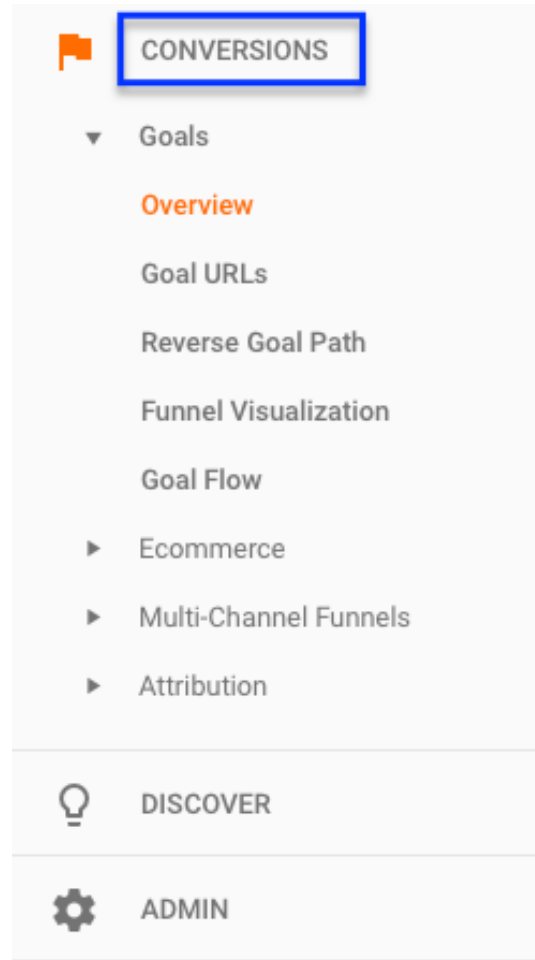 CONVERSIONS
Goals
Overview
Goal URLs
Reverse Goal Path
Funnel Visualization
Goal Flow
Ecommerce
Multi-Channel Funnels
Attribution
DISCOVER
ADMIN